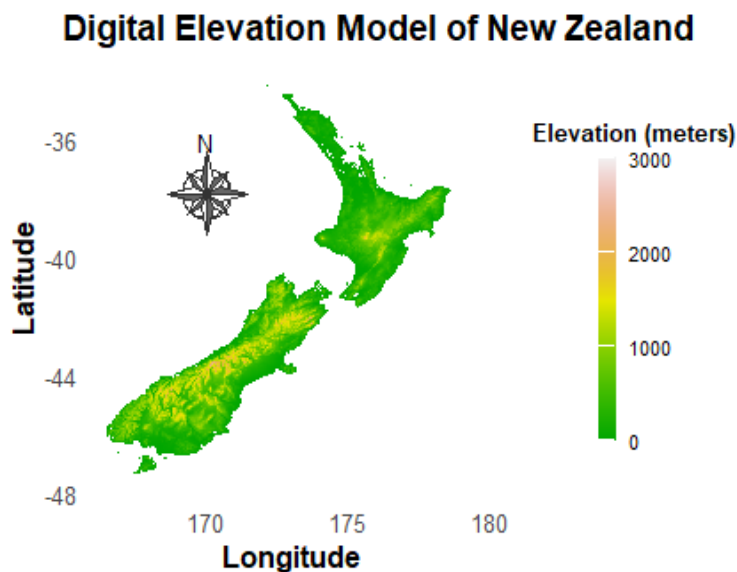 Digital Elevation Model of New Zealand
N
-36
-40
-44
-48
Latitude
170 175 180
Longitude
Elevation (meters)
3000
2000
1000
0